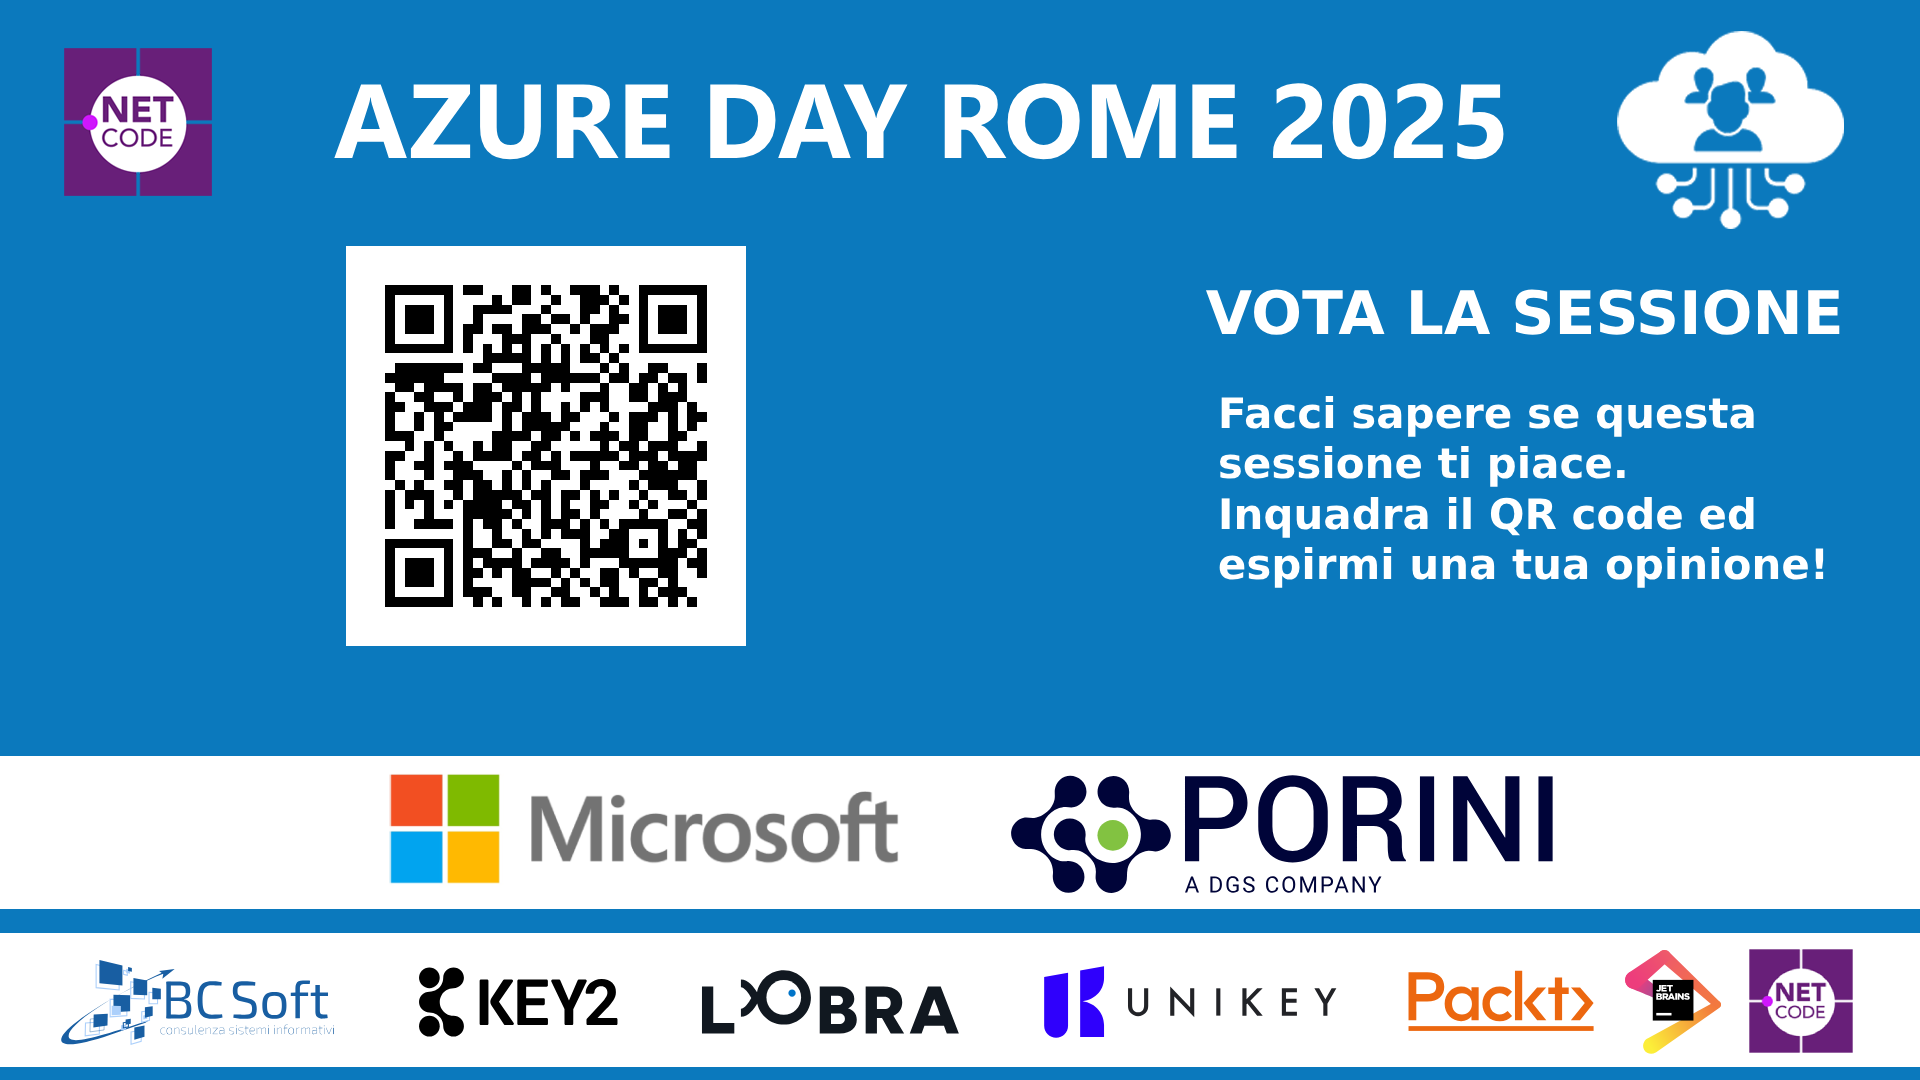 NET
CODE
AZURE DAY ROME 2025
VOTA LA SESSIONE
Facci sapere se questa
sessione ti piace.
Inquadra il QR code ed
espirmi una tua opinione!
Microsoft
PORINI
A DGS COMPANY
BC Soft
consulenza sistemi informativi
KEY2
LOBRA
UNIKEY
Packt
JET
BRAINS
NET
CODE